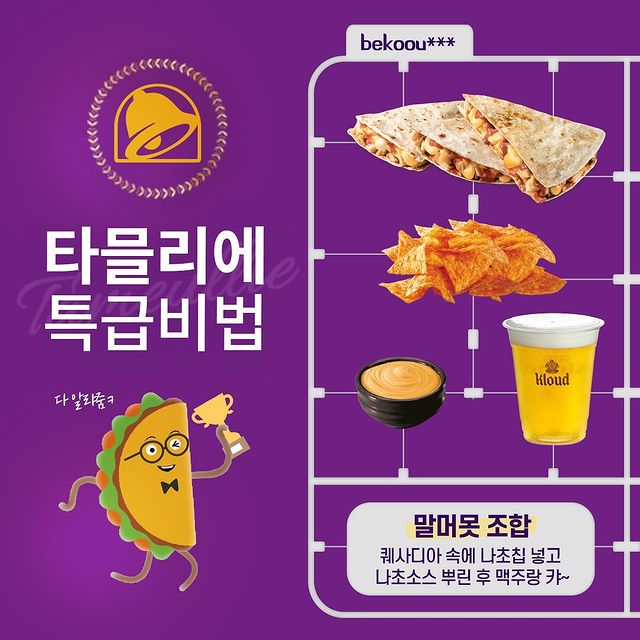 bekoou***
타믈리에
특급비법
다 알랴줌ㅋ
Kloud
말머못 조합
퀘사디아 속에 나초칩 넣고
나초소스 뿌린 후 맥주랑 캬~